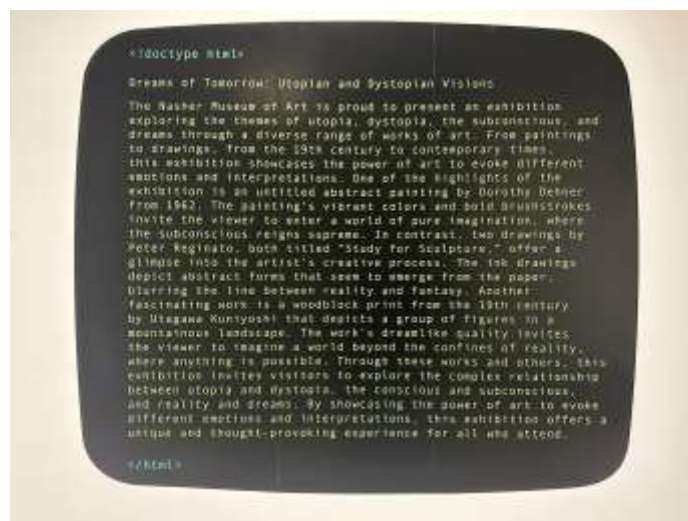 <!doctype html>
Dreams of Tomorrow: Utopian and Dystopian Visions
The Nasher Museum of Art is proud to present an exhibition
exploring the themes of utopia, dystopia, the subconscious, and
dreams through a diverse range of works of art. From paintings
to drawings, from the 19th century to contemporary times,
this exhibition showcases the power of art to evoke different
emotions and interpretations. One of the highlights of the
exhibition is an untitled abstract painting by Dorothy Dehner
from 1962. The painting's vibrant colors and bold brushstrokes
invite the viewer to enter a world of pure imagination, where
the subconscious reigns supreme. In contrast, two drawings by
Peter Reginato, both titled "Study for Sculpture," offer a
glimpse into the artist's creative process. The ink drawings
depict abstract forms that seem to emerge from the paper,
blurring the line between reality and fantasy. Another
fascinating work is a woodblock print from the 19th century
by Utagawa Kuniyoshi that depicts a group of figures in a
mountainous landscape. The work's dreamlike quality invites
the viewer to imagine a world beyond the confines of reality,
where anything is possible. Through these works and others, this
exhibition invites visitors to explore the complex relationship
between utopia and dystopia, the conscious and subconscious,
and reality and dreams. By showcasing the power of art to evoke
different emotions and interpretations, this exhibition offers a
unique and thought-provoking experience for all who attend.
</html>